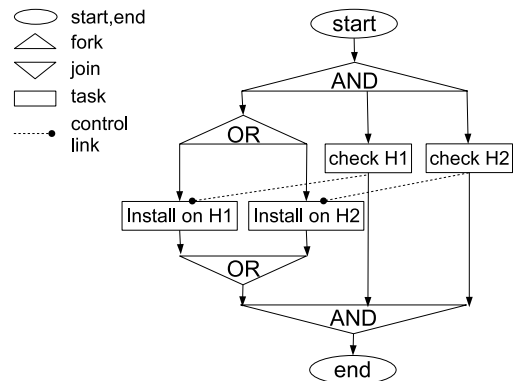 start,end
fork
join
task
control
link
start
AND
OR
check H1
check H2
Install on H1
Install on H2
OR
AND
end